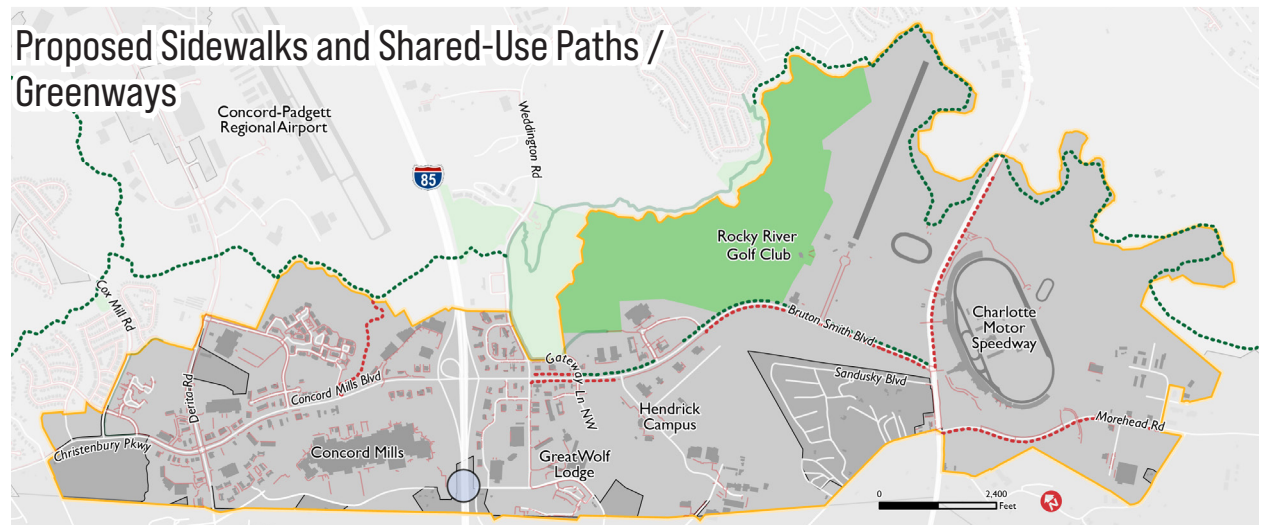 Proposed Sidewalks and Shared-Use Paths /
Greenways
Concord-Padgett
Regional Airport
Weddington Rd
85
Rocky River
Golf Club
Cox Mill Rd
Bruton Smith Blvd
Charlotte
Motor
Speedway
Derita Rd
Gateway Ln NW
Concord Mills Blvd
Sandusky Blvd
Hendrick
Campus
Morehead Rd
Christenbury Pkwy
Concord Mills
Great Wolf
Lodge
0 2,400
Feet